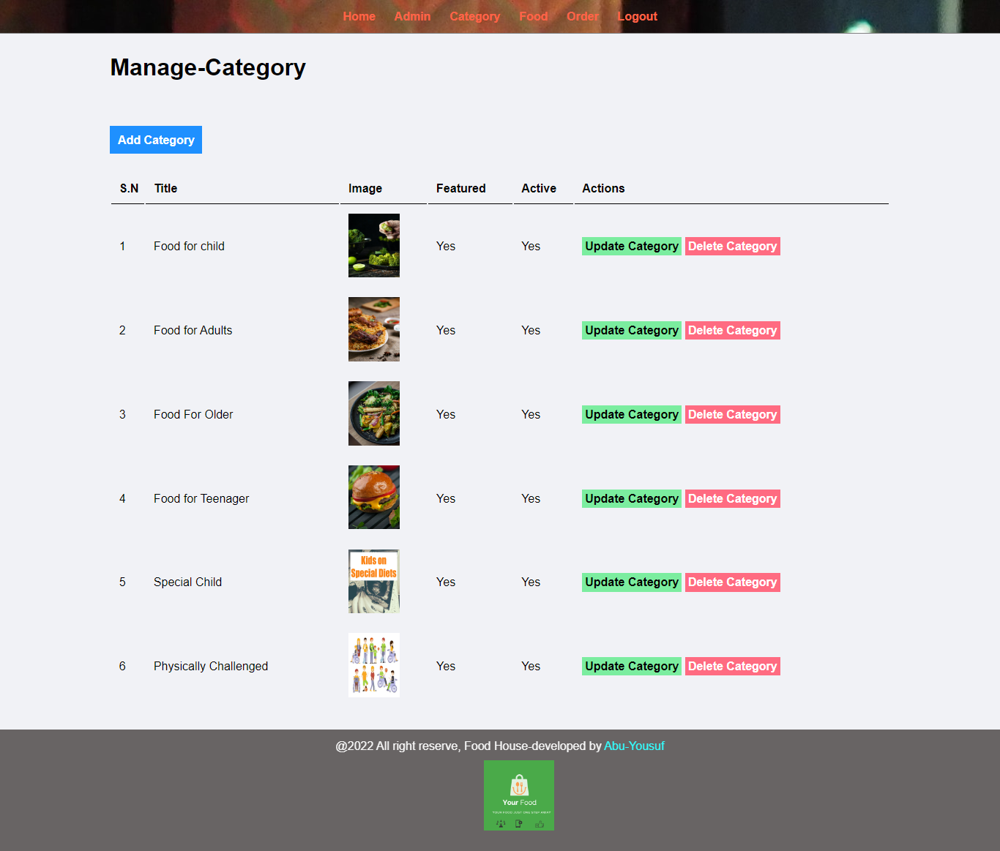 Home Admin Category Food Order Logout
Manage-Category
Add Category
S.N Title Image Featured Active Actions
1 Food for child Yes Yes Update Category Delete Category
2 Food for Adults Yes Yes Update Category Delete Category
3 Food For Older Yes Yes Update Category Delete Category
4 Food for Teenager Yes Yes Update Category Delete Category
Kids on
Special Diets
5 Special Child Yes Yes Update Category Delete Category
6 Physically Challenged Yes Yes Update Category Delete Category
@2022 All right reserve, Food House-developed by Abu-Yousuf
Your Food
YOUR FOOD JUST ONE STEP AWAY